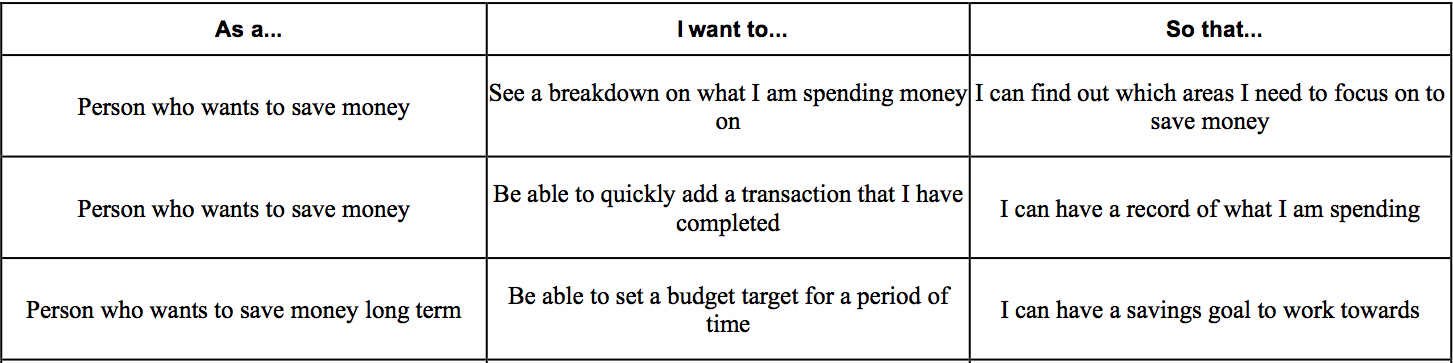 As a...
I want to...
So that...
Person who wants to save money
See a breakdown on what I am spending money
on
I can find out which areas I need to focus on to
save money
Person who wants to save money
Be able to quickly add a transaction that I have
completed
I can have a record of what I am spending
Person who wants to save money long term
Be able to set a budget target for a period of
time
I can have a savings goal to work towards